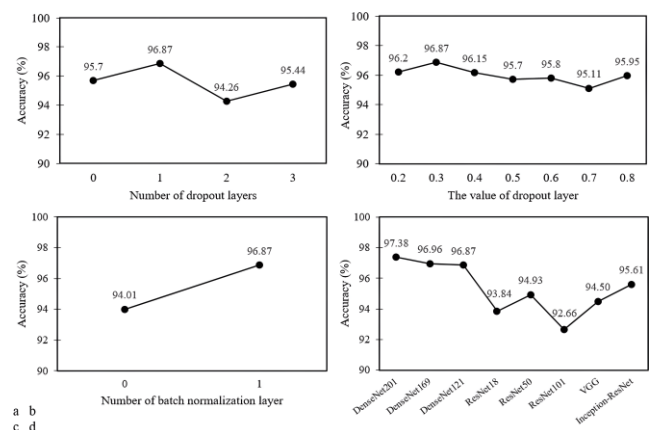 100
98
96
94
92
90
Accuracy (%)
95.7
96.87
94.26
95.44
0 1 2 3
Number of dropout layers
100
98
96
94
92
90
Accuracy (%)
96.2
96.87
96.15
95.7
95.8
95.11
95.95
0.2 0.3 0.4 0.5 0.6 0.7 0.8
The value of dropout layer
100
98
96
94
92
90
Accuracy (%)
94.01
96.87
0 1
Number of batch normalization layer
100
98
96
94
92
90
Accuracy (%)
97.38
96.96
96.87
93.84
94.93
92.66
94.50
95.61
DenseNet201
DenseNet169
DenseNet121
ResNet18
ResNet50
ResNet101
VGG
Inception-ResNet
a b
c d